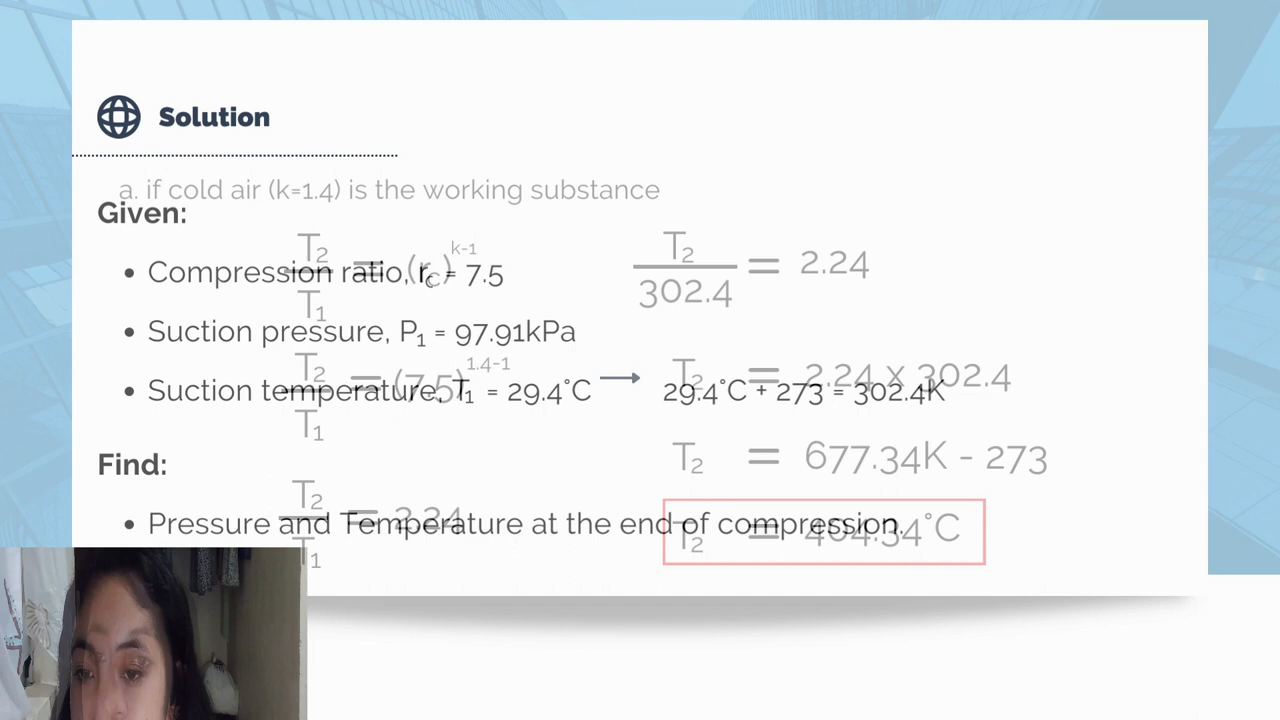 Solution
a. if cold air (k=1.4) is the working substance
Given:
T₂/T₁ = (r꜀)ᵏ⁻¹
T₂/302.4 = 2.24
• Compression ratio, r꜀ = 7.5
• Suction pressure, P₁ = 97.91kPa
T₂/T₁ = (7.5)¹·⁴⁻¹
T₂ = 2.24 x 302.4
• Suction temperature, T₁ = 29.4°C → 29.4°C + 273 = 302.4K
T₂ = 677.34K - 273
Find:
T₂/T₁ = 2.24
• Pressure and Temperature at the end of compression.
T₂ = 404.34°C